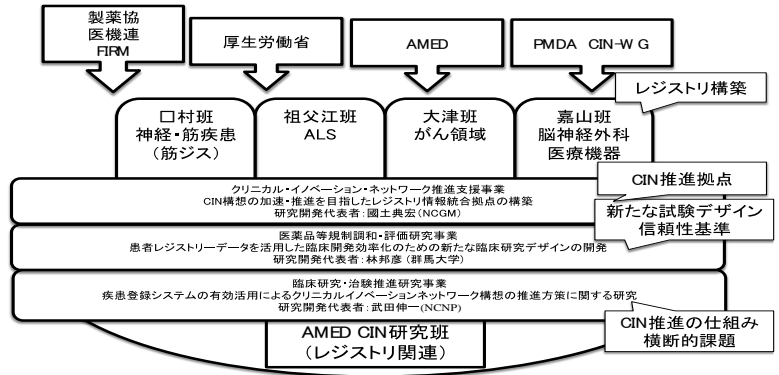 製薬協
医機連
FIRM
厚生労働省
AMED
PMDA CIN-WG
レジストリ構築
口村班
神経・筋疾患
(筋ジス)
祖父江班
ALS
大津班
がん領域
嘉山班
脳神経外科
医療機器
CIN推進拠点
クリニカル・イノベーション・ネットワーク推進支援事業
CIN構想の加速・推進を目指したレジストリ情報統合拠点の構築
研究開発代表者:國土典宏(NCGM)
新たな試験デザイン
信頼性基準
医薬品等規制調和・評価研究事業
患者レジストリーデータを活用した臨床開発効率化のための新たな臨床研究デザインの開発
研究開発代表者:林邦彦(群馬大学)
臨床研究・治験推進研究事業
疾患登録システムの有効活用によるクリニカルイノベーションネットワーク構想の推進方策に関する研究
研究開発代表者:武田伸一(NCNP)
CIN推進の仕組み
横断的課題
AMED CIN研究班
(レジストリ関連)